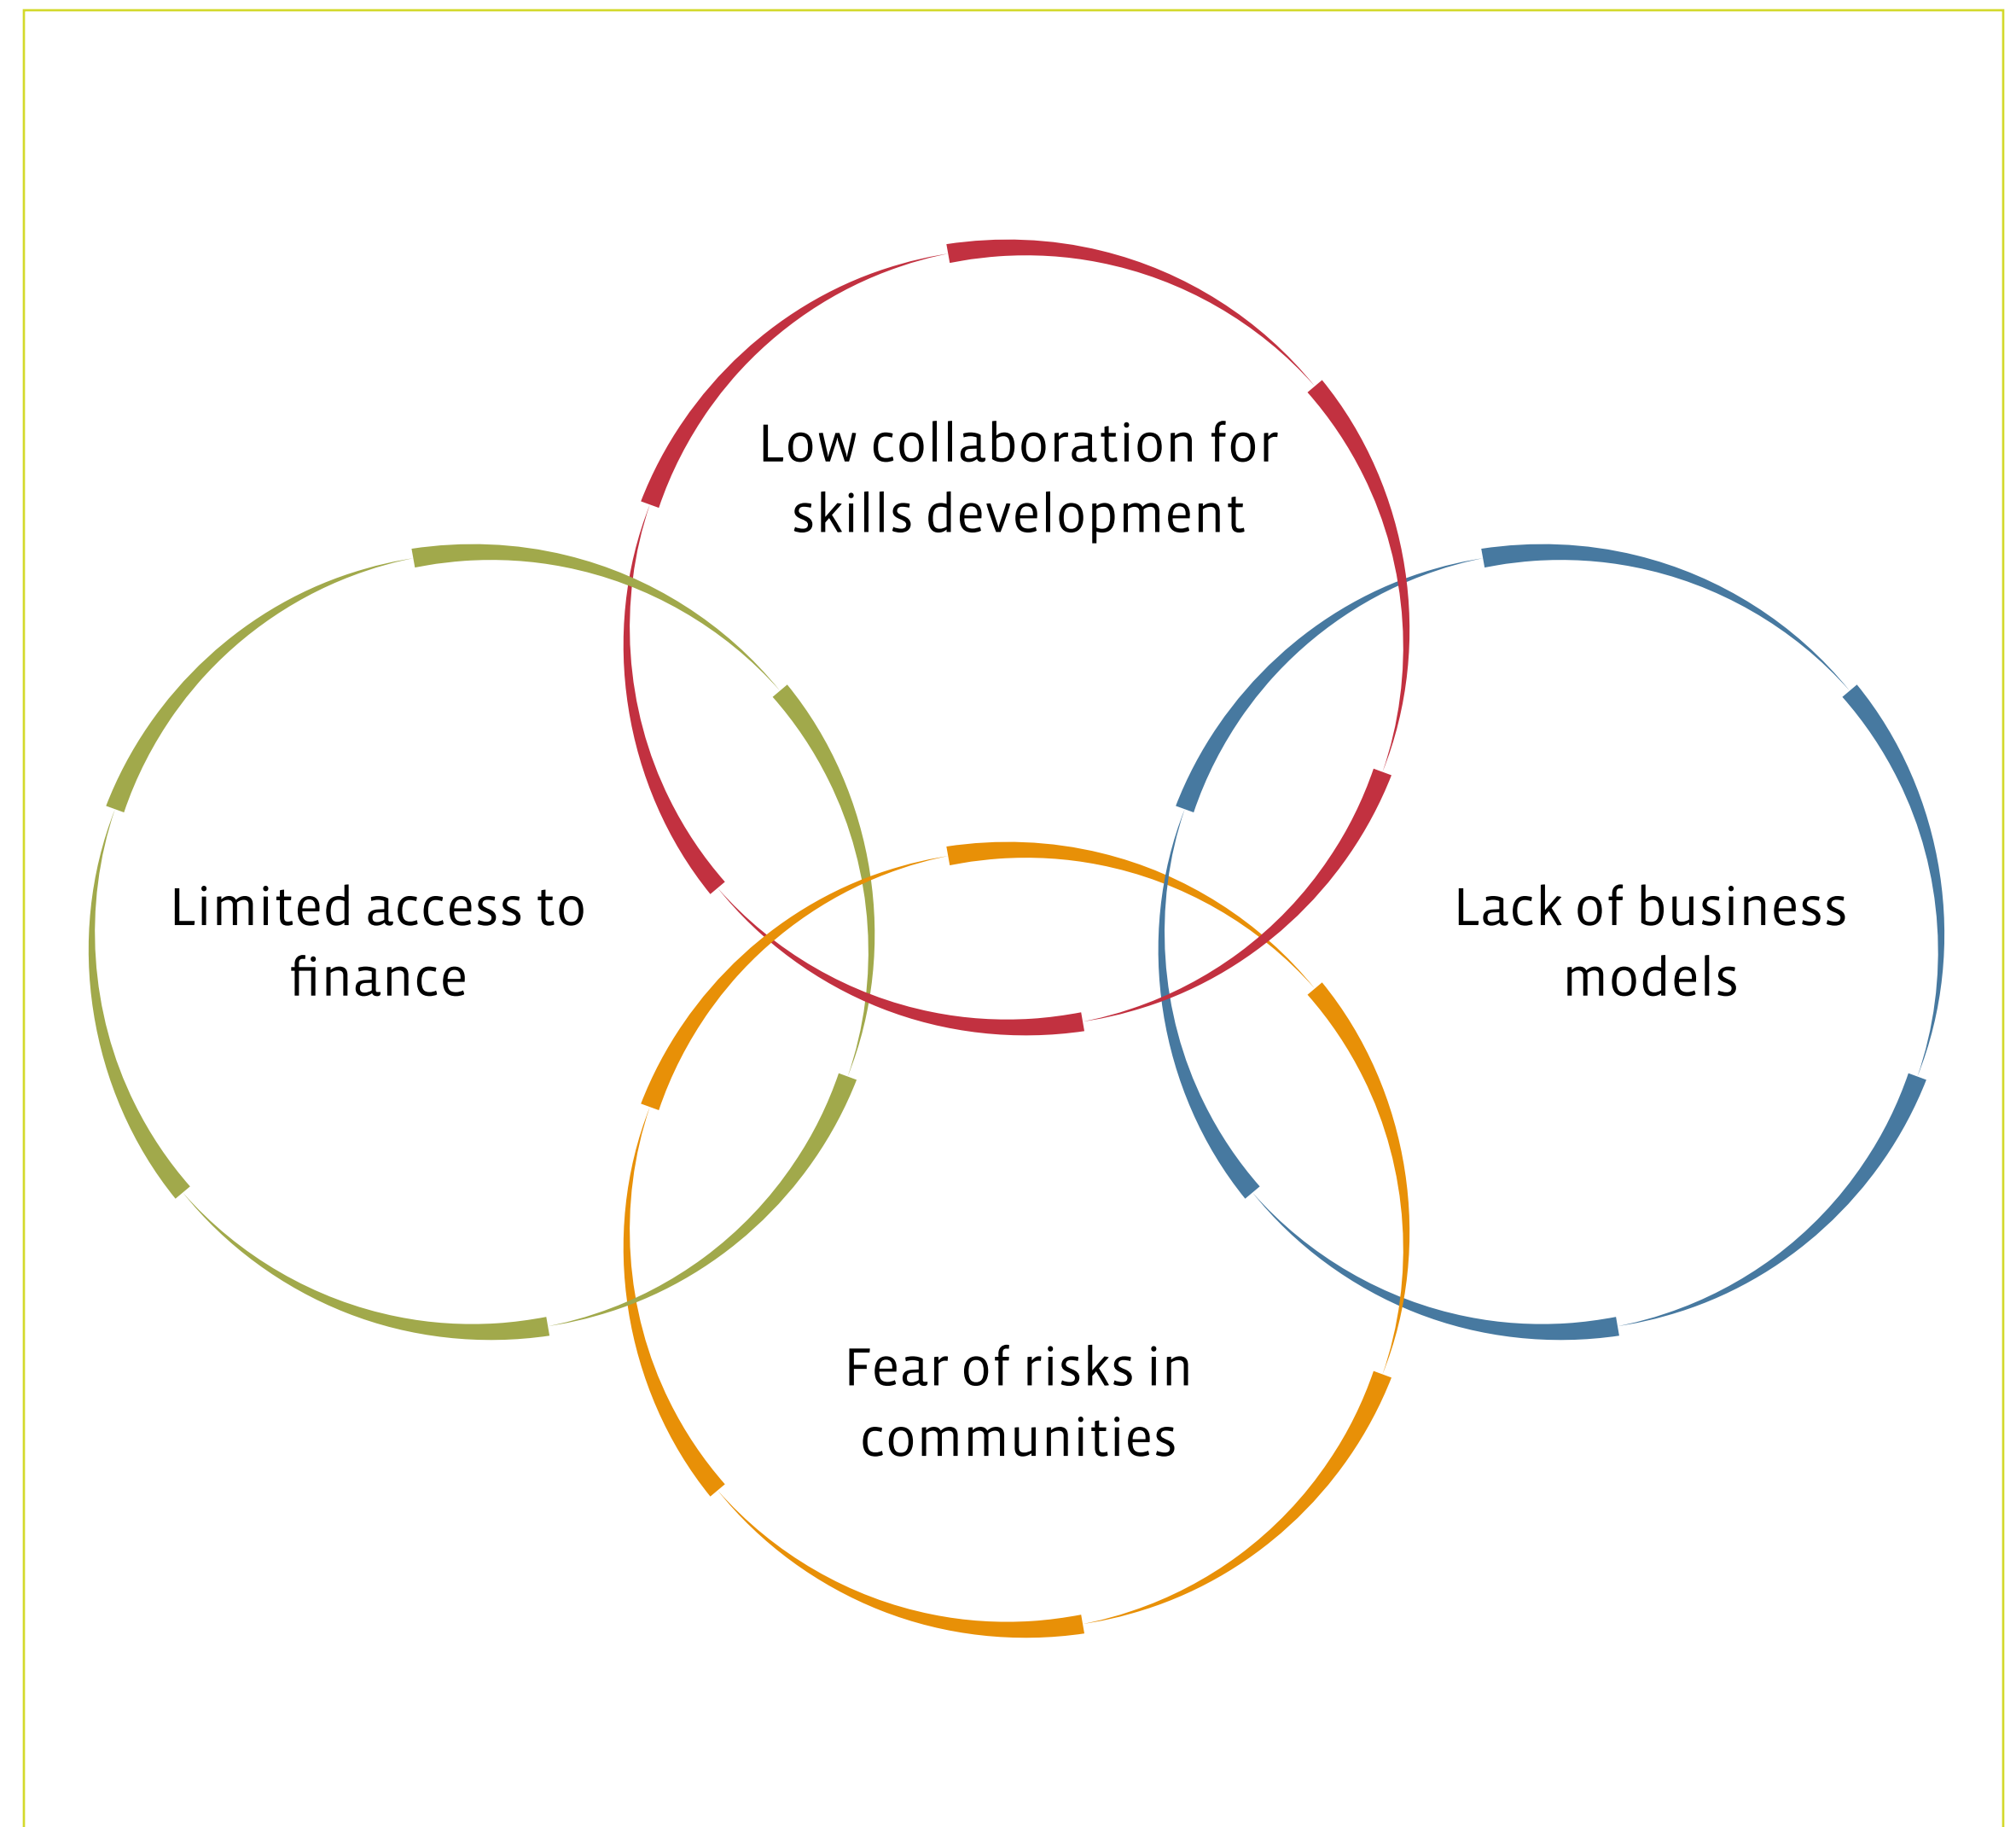 Low collaboration for
skills development
Limited access to
finance
Lack of business
models
Fear of risks in
communities